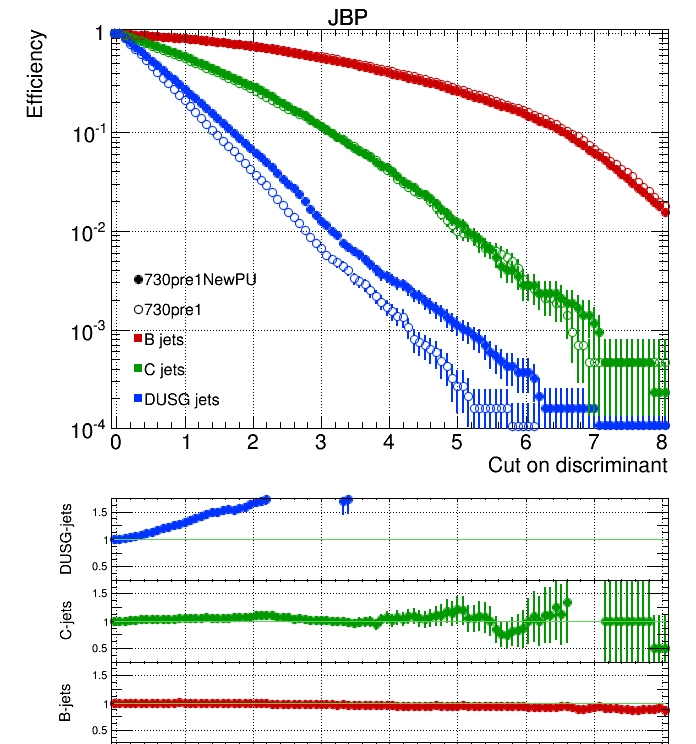 JBP
Efficiency
1
10-1
10-2
10-3
10-4
730pre1NewPU
730pre1
B jets
C jets
DUSG jets
0 1 2 3 4 5 6 7 8
Cut on discriminant
DUSG-jets
1.5
1
0.5
C-jets
1.5
1
0.5
B-jets
1.5
1
0.5